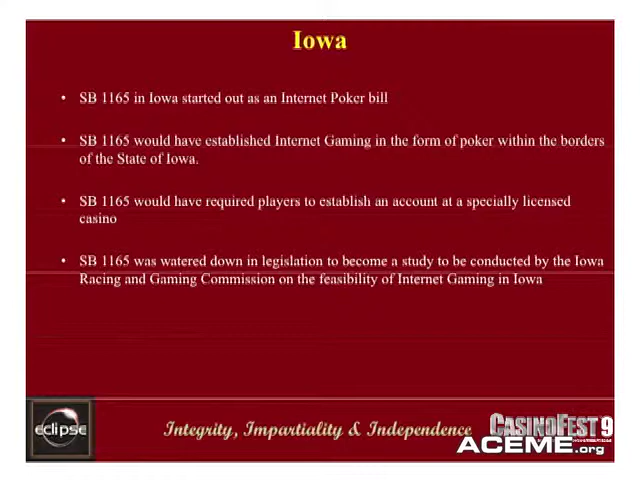 Iowa
• SB 1165 in Iowa started out as an Internet Poker bill
• SB 1165 would have established Internet Gaming in the form of poker within the borders
of the State of Iowa.
• SB 1165 would have required players to establish an account at a specially licensed
casino
• SB 1165 was watered down in legislation to become a study to be conducted by the Iowa
Racing and Gaming Commission on the feasibility of Internet Gaming in Iowa
eclipse
Integrity, Impartiality & Independence
CASINOFEST 9
ACEME.org